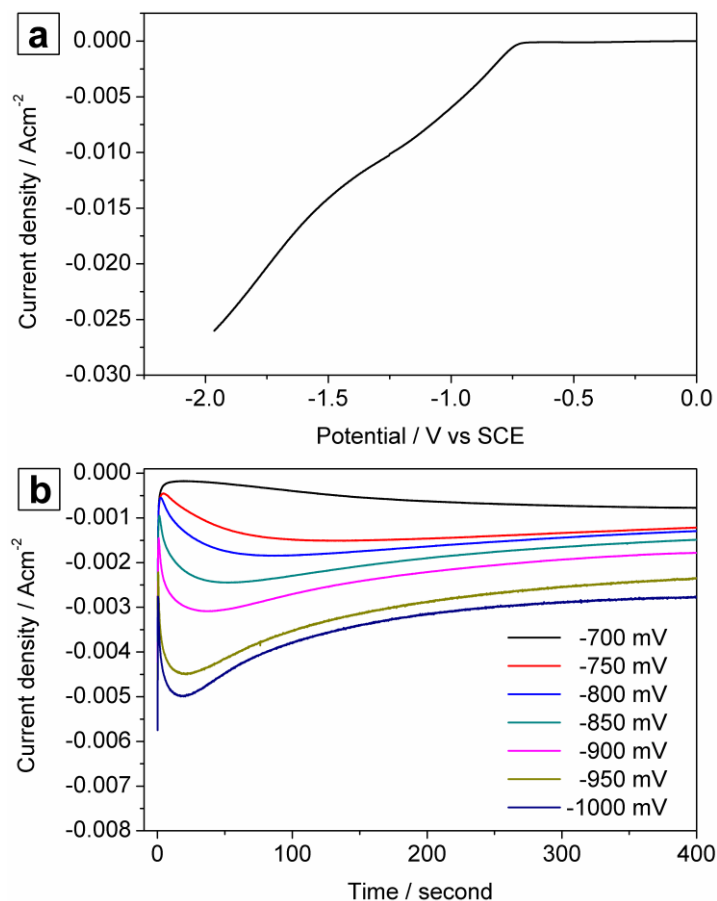 a
0.000
-0.005
-0.010
-0.015
-0.020
-0.025
-0.030
Current density / Acm⁻²
-2.0 -1.5 -1.0 -0.5 0.0
Potential / V vs SCE
b
0.000
-0.001
-0.002
-0.003
-0.004
-0.005
-0.006
-0.007
-0.008
Current density / Acm⁻²
-700 mV
-750 mV
-800 mV
-850 mV
-900 mV
-950 mV
-1000 mV
0 100 200 300 400
Time / second